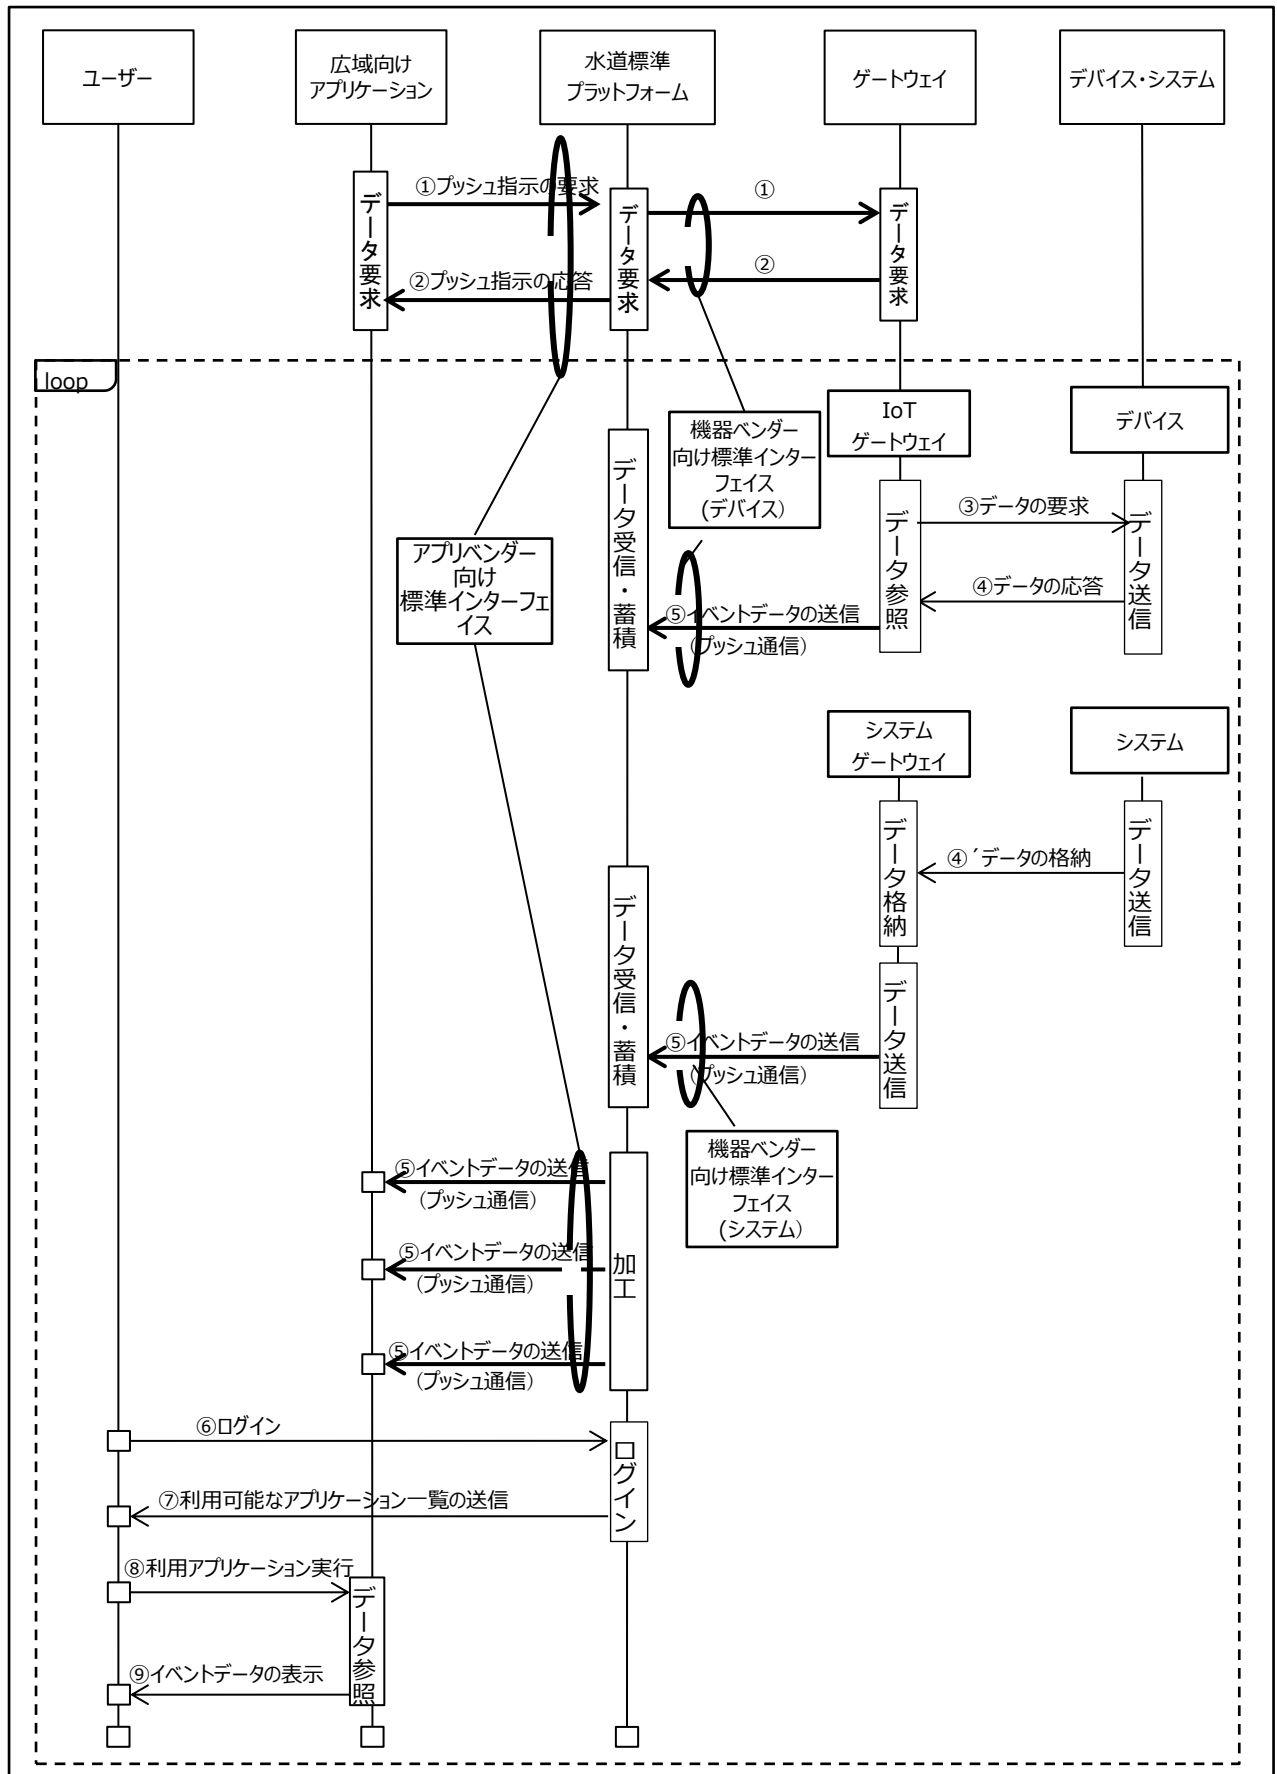 ユーザー
広域向け
アプリケーション
水道標準
プラットフォーム
ゲートウェイ
デバイス・システム
①プッシュ指示の要求
①
データ要求
データ要求
データ要求
②プッシュ指示の応答
②
loop
IoT
ゲートウェイ
デバイス
機器ベンダー
向け標準インター
フェイス
(デバイス)
データ受信・蓄積
データ参照
③データの要求
データ送信
④データの応答
アプリベンダー
向け
標準インターフェ
イス
⑤イベントデータの送信
(プッシュ通信)
システム
ゲートウェイ
システム
データ格納
④´データの格納
データ送信
データ受信・蓄積
データ送信
⑤イベントデータの送信
(プッシュ通信)
機器ベンダー
向け標準インター
フェイス
(システム)
⑤イベントデータの送信
(プッシュ通信)
加工
⑤イベントデータの送信
(プッシュ通信)
⑤イベントデータの送信
(プッシュ通信)
⑥ログイン
ログイン
⑦利用可能なアプリケーション一覧の送信
⑧利用アプリケーション実行
データ参照
⑨イベントデータの表示